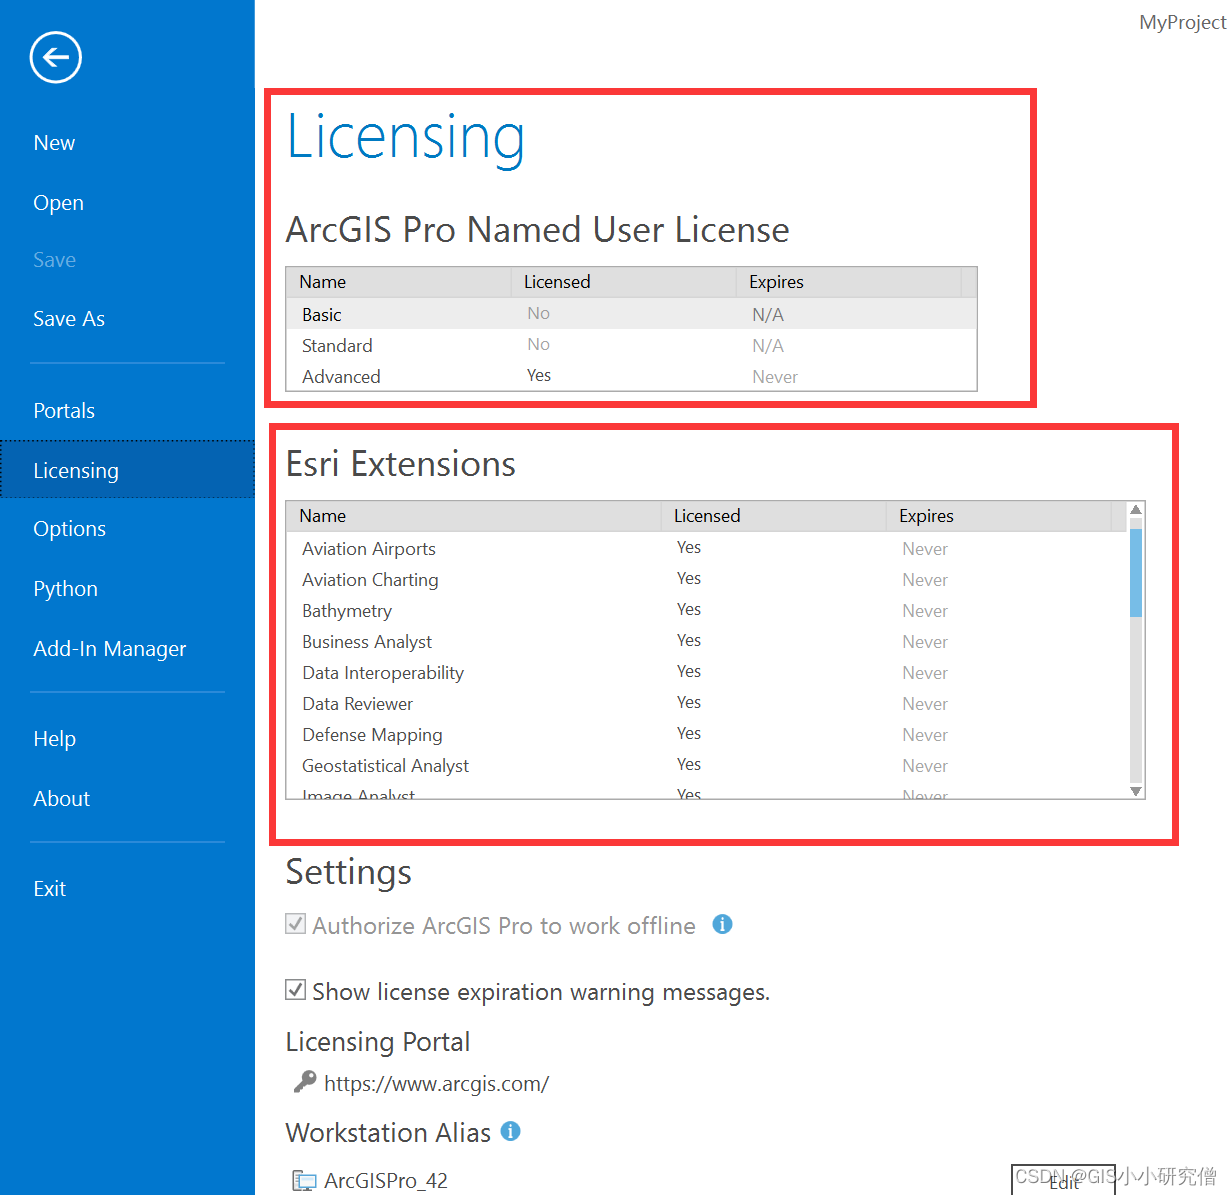 MyProject
New
Open
Save
Save As
Portals
Licensing
Options
Python
Add-In Manager
Help
About
Exit
Licensing
ArcGIS Pro Named User License
Name Licensed Expires
Basic No N/A
Standard No N/A
Advanced Yes Never
Esri Extensions
Name Licensed Expires
Aviation Airports Yes Never
Aviation Charting Yes Never
Bathymetry Yes Never
Business Analyst Yes Never
Data Interoperability Yes Never
Data Reviewer Yes Never
Defense Mapping Yes Never
Geostatistical Analyst Yes Never
Image Analyst Yes Never
Settings
Authorize ArcGIS Pro to work offline
Show license expiration warning messages.
Licensing Portal
https://www.arcgis.com/
Workstation Alias
ArcGISPro_42
Edit
CSDN @GIS小小研究僧